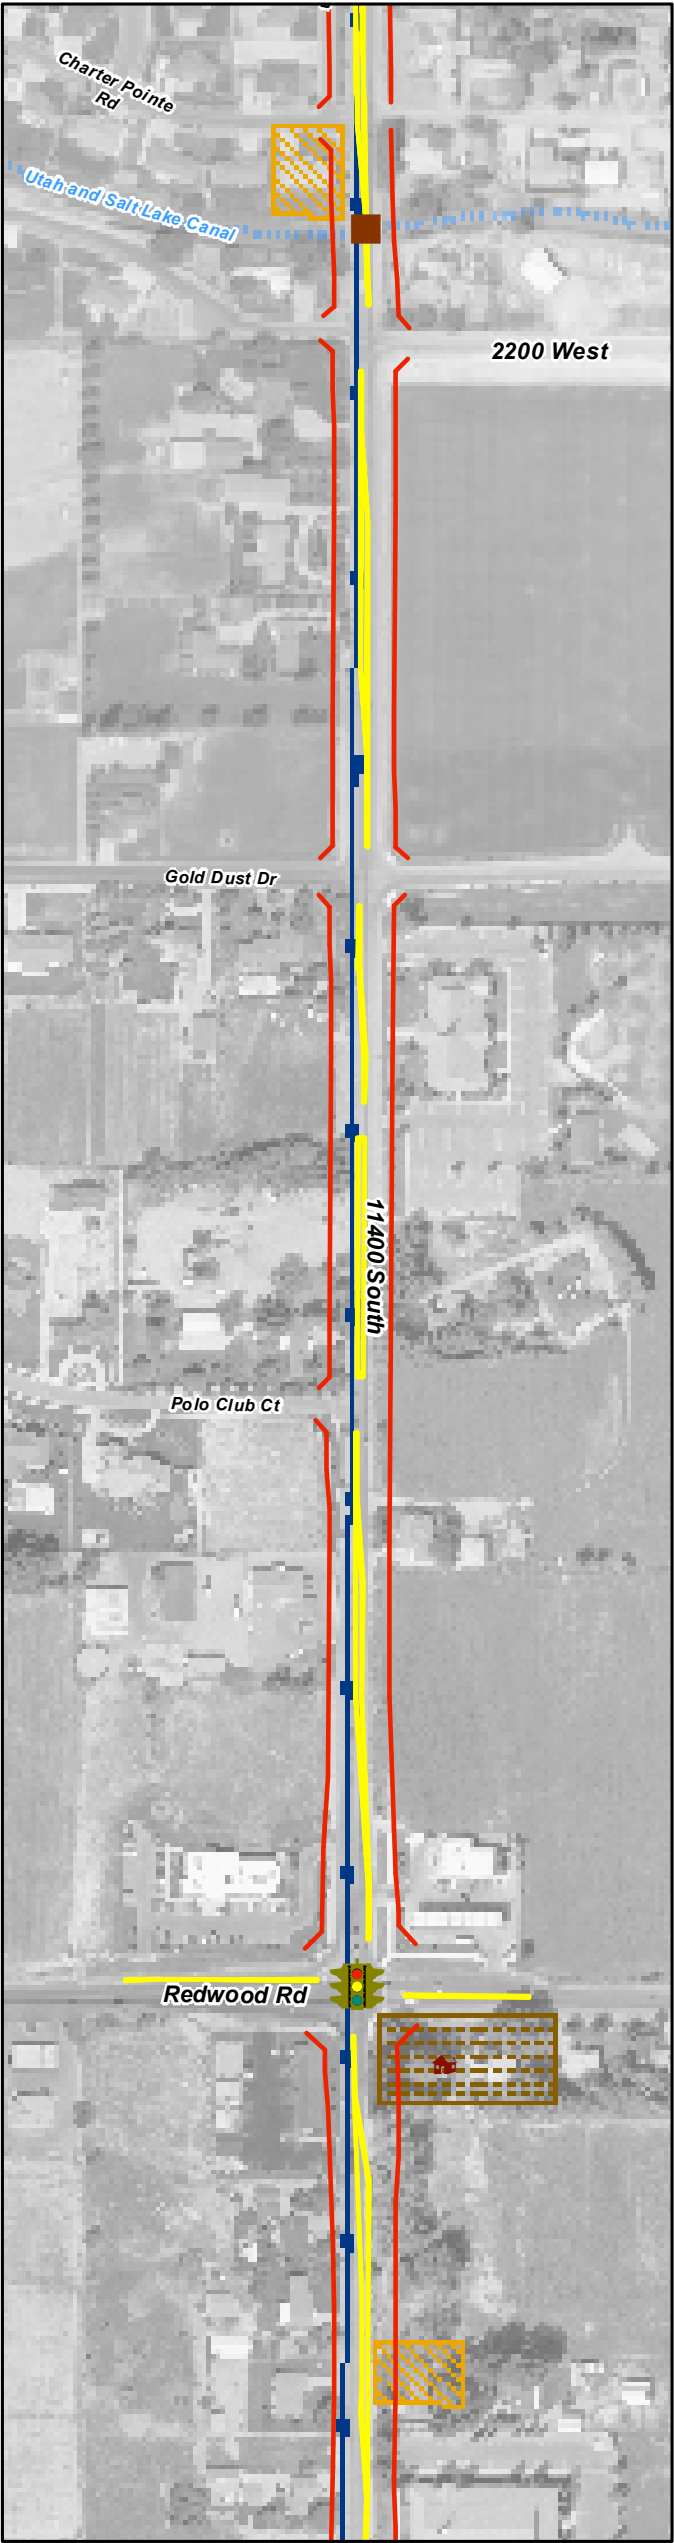 Charter Pointe
Rd
Utah and Salt Lake Canal
2200 West
Gold Dust Dr
11400 South
Polo Club Ct
Redwood Rd